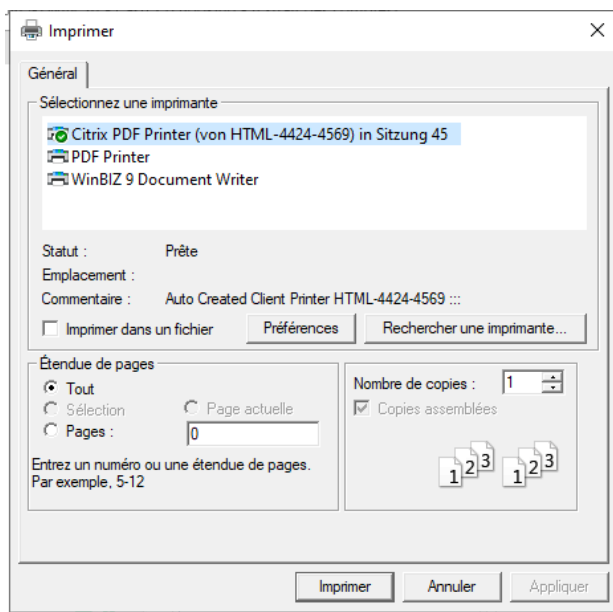 Imprimer
Général
Sélectionnez une imprimante
Citrix PDF Printer (von HTML-4424-4569) in Sitzung 45
PDF Printer
WinBIZ 9 Document Writer
Statut : Prête
Emplacement :
Commentaire : Auto Created Client Printer HTML-4424-4569 :::
Imprimer dans un fichier Préférences Rechercher une imprimante...
Étendue de pages
Tout
Sélection Page actuelle
Pages : 0
Entrez un numéro ou une étendue de pages.
Par exemple, 5-12
Nombre de copies : 1
Copies assemblées
1 2 3 1 2 3
Imprimer Annuler Appliquer